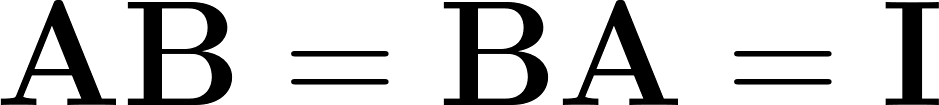 AB = BA = I